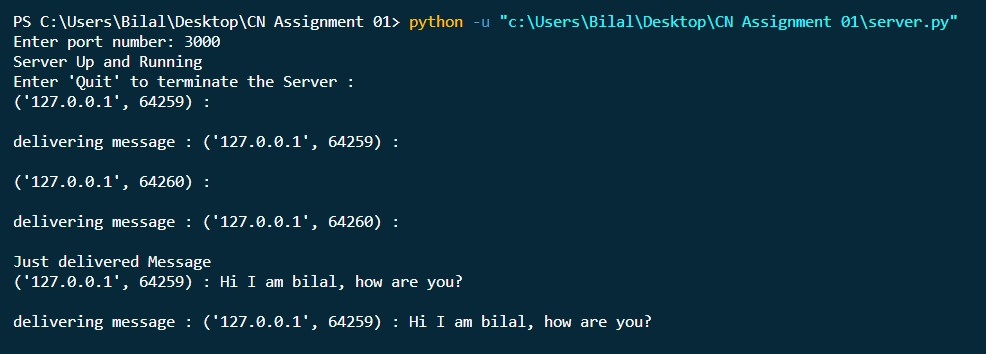 PS C:\Users\Bilal\Desktop\CN Assignment 01> python -u "c:\Users\Bilal\Desktop\CN Assignment 01\server.py"
Enter port number: 3000
Server Up and Running
Enter 'Quit' to terminate the Server :
('127.0.0.1', 64259) :
delivering message : ('127.0.0.1', 64259) :
('127.0.0.1', 64260) :
delivering message : ('127.0.0.1', 64260) :
Just delivered Message
('127.0.0.1', 64259) : Hi I am bilal, how are you?
delivering message : ('127.0.0.1', 64259) : Hi I am bilal, how are you?